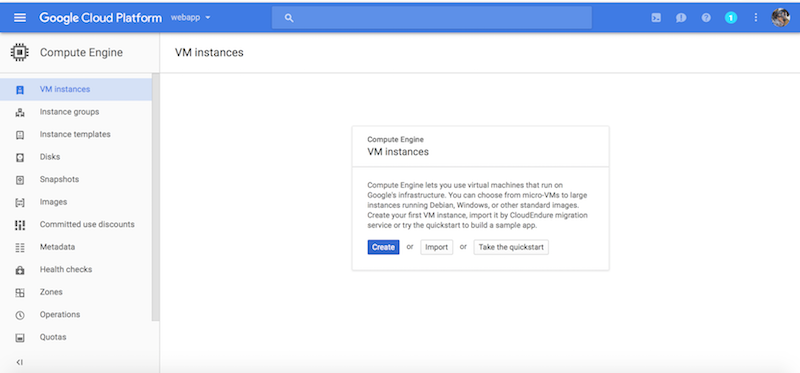 Google Cloud Platform webapp
1
Compute Engine
VM instances
VM instances
Instance groups
Instance templates
Disks
Snapshots
Images
Committed use discounts
Metadata
Health checks
Zones
Operations
Quotas
Compute Engine
VM instances
Compute Engine lets you use virtual machines that run on
Google's infrastructure. You can choose from micro-VMs to large
instances running Debian, Windows, or other standard images.
Create your first VM instance, import it by CloudEndure migration
service or try the quickstart to build a sample app.
Create or Import or Take the quickstart